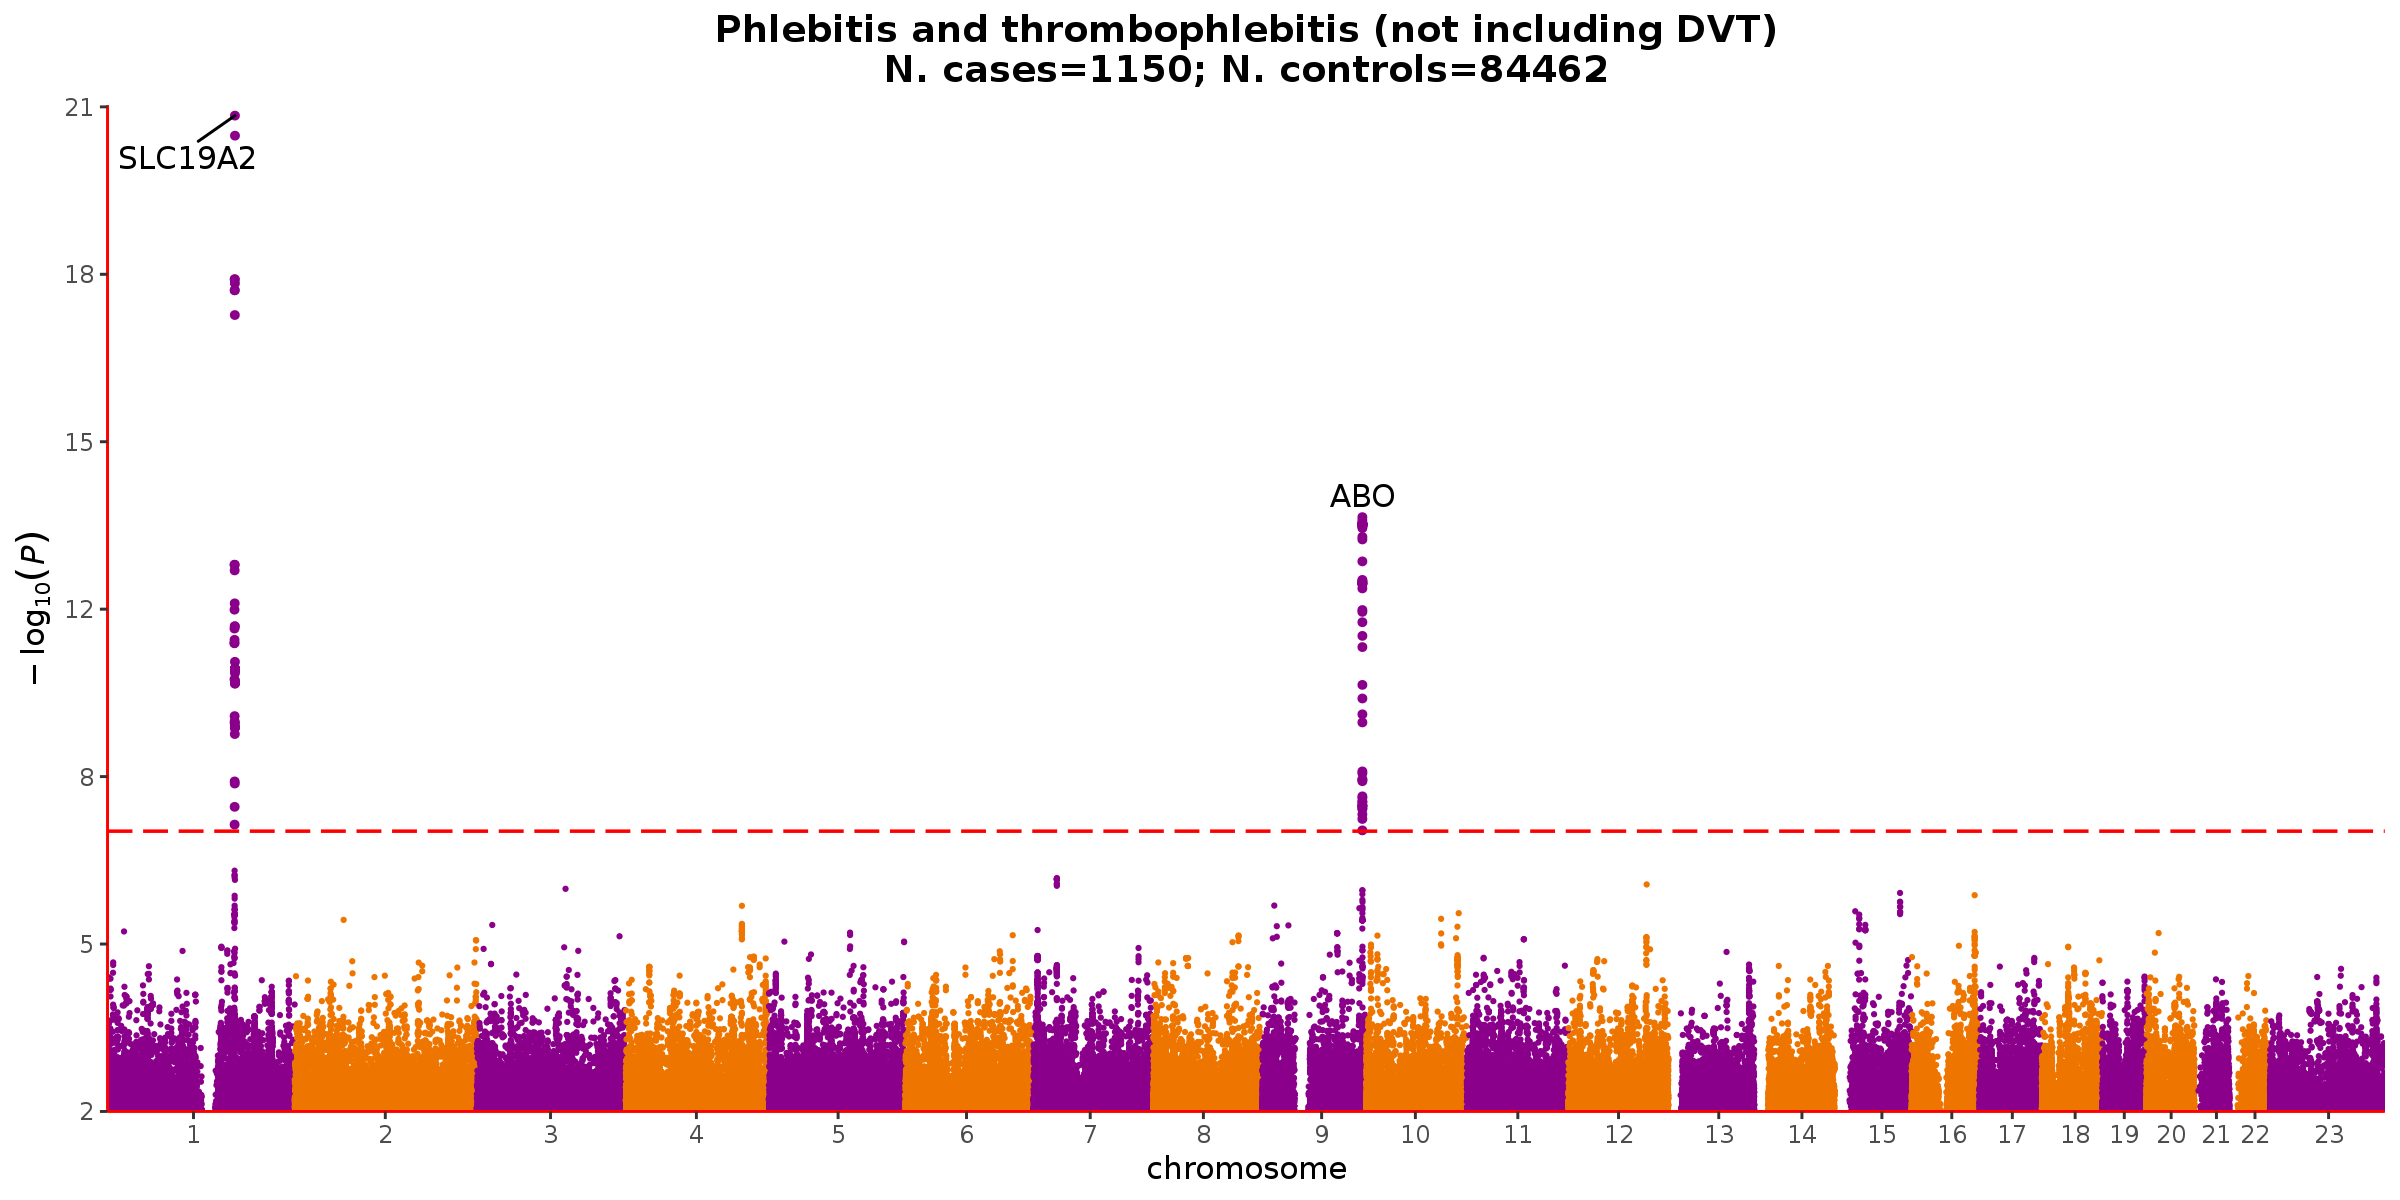 Phlebitis and thrombophlebitis (not including DVT)
N. cases=1150; N. controls=84462
21
SLC19A2
18
15
ABO
12
8
5
2
− log₁₀(P)
1 2 3 4 5 6 7 8 9 10 11 12 13 14 15 16 17 18 19 20 21 22 23
chromosome